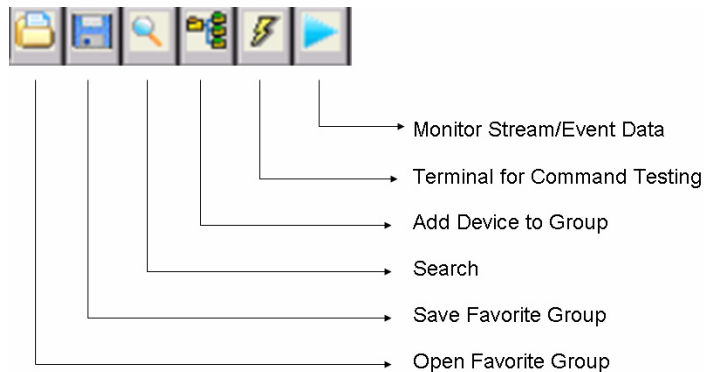 Monitor Stream/Event Data
Terminal for Command Testing
Add Device to Group
Search
Save Favorite Group
Open Favorite Group